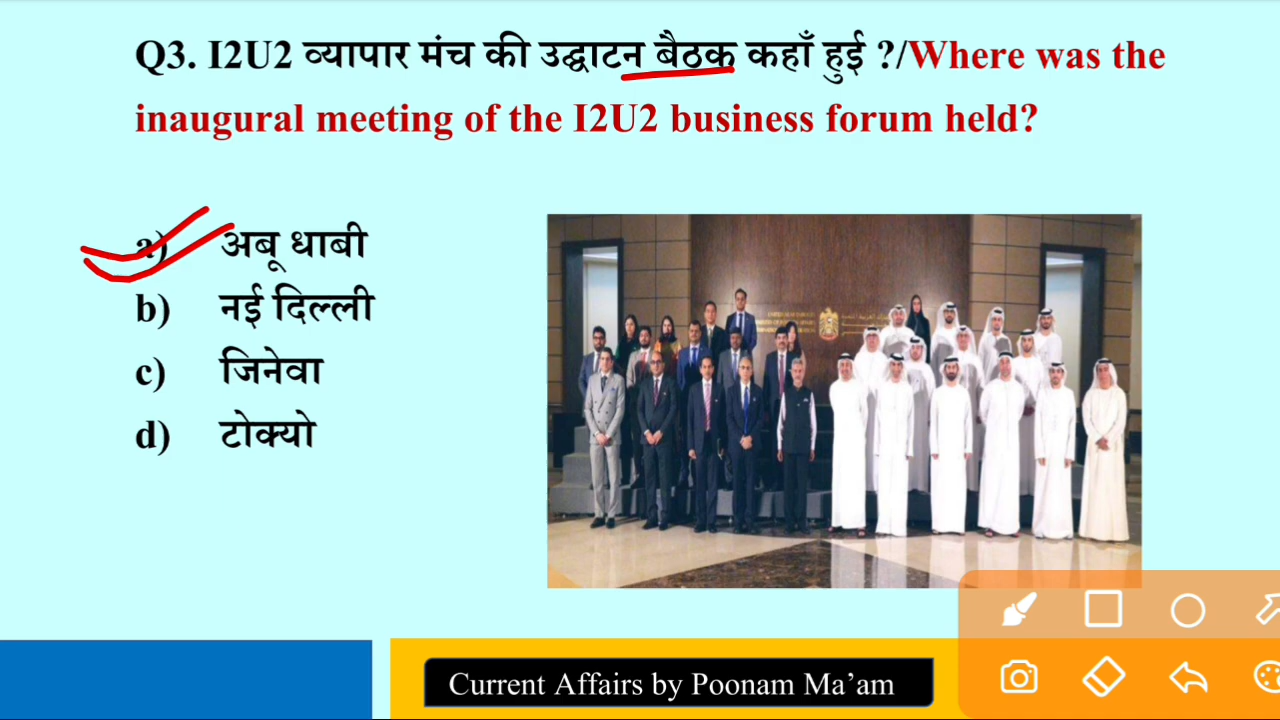 Q3. I2U2 व्यापार मंच की उद्घाटन बैठक कहाँ हुई ?/Where was the
inaugural meeting of the I2U2 business forum held?
a) अबू धाबी
b) नई दिल्ली
c) जिनेवा
d) टोक्यो
Current Affairs by Poonam Ma’am